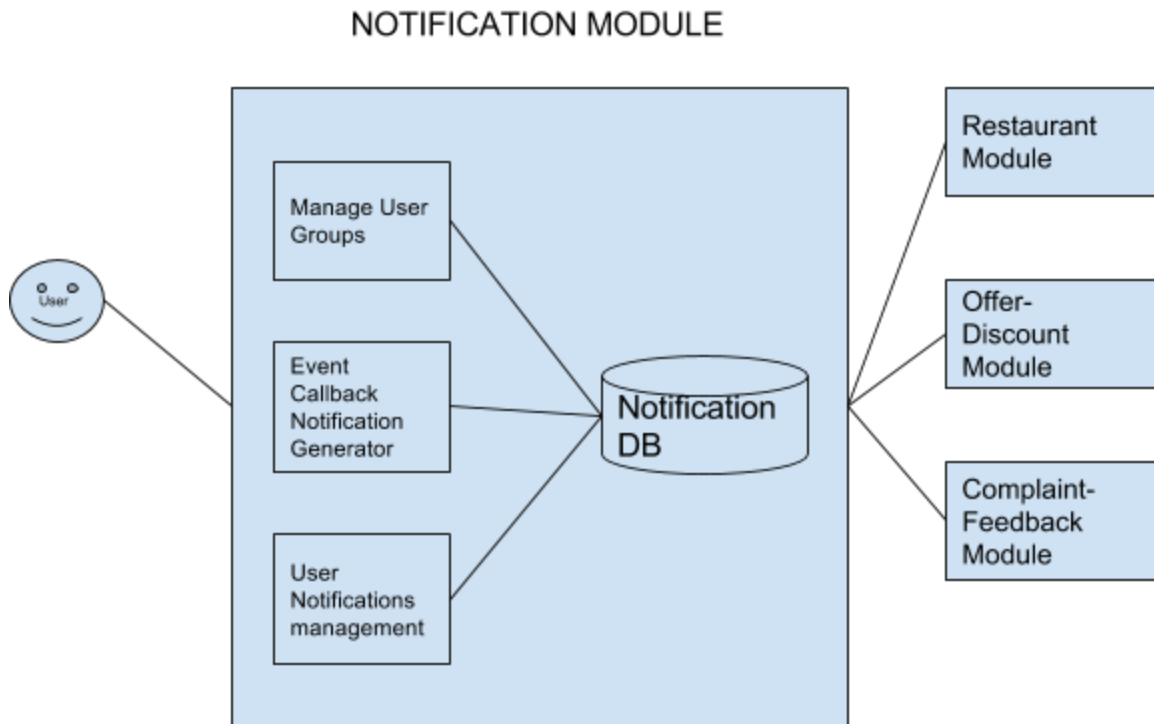 NOTIFICATION MODULE
Restaurant
Module
Manage User
Groups
User
Offer-
Discount
Module
Event
Callback
Notification
Generator
Notification
DB
Complaint-
Feedback
Module
User
Notifications
management